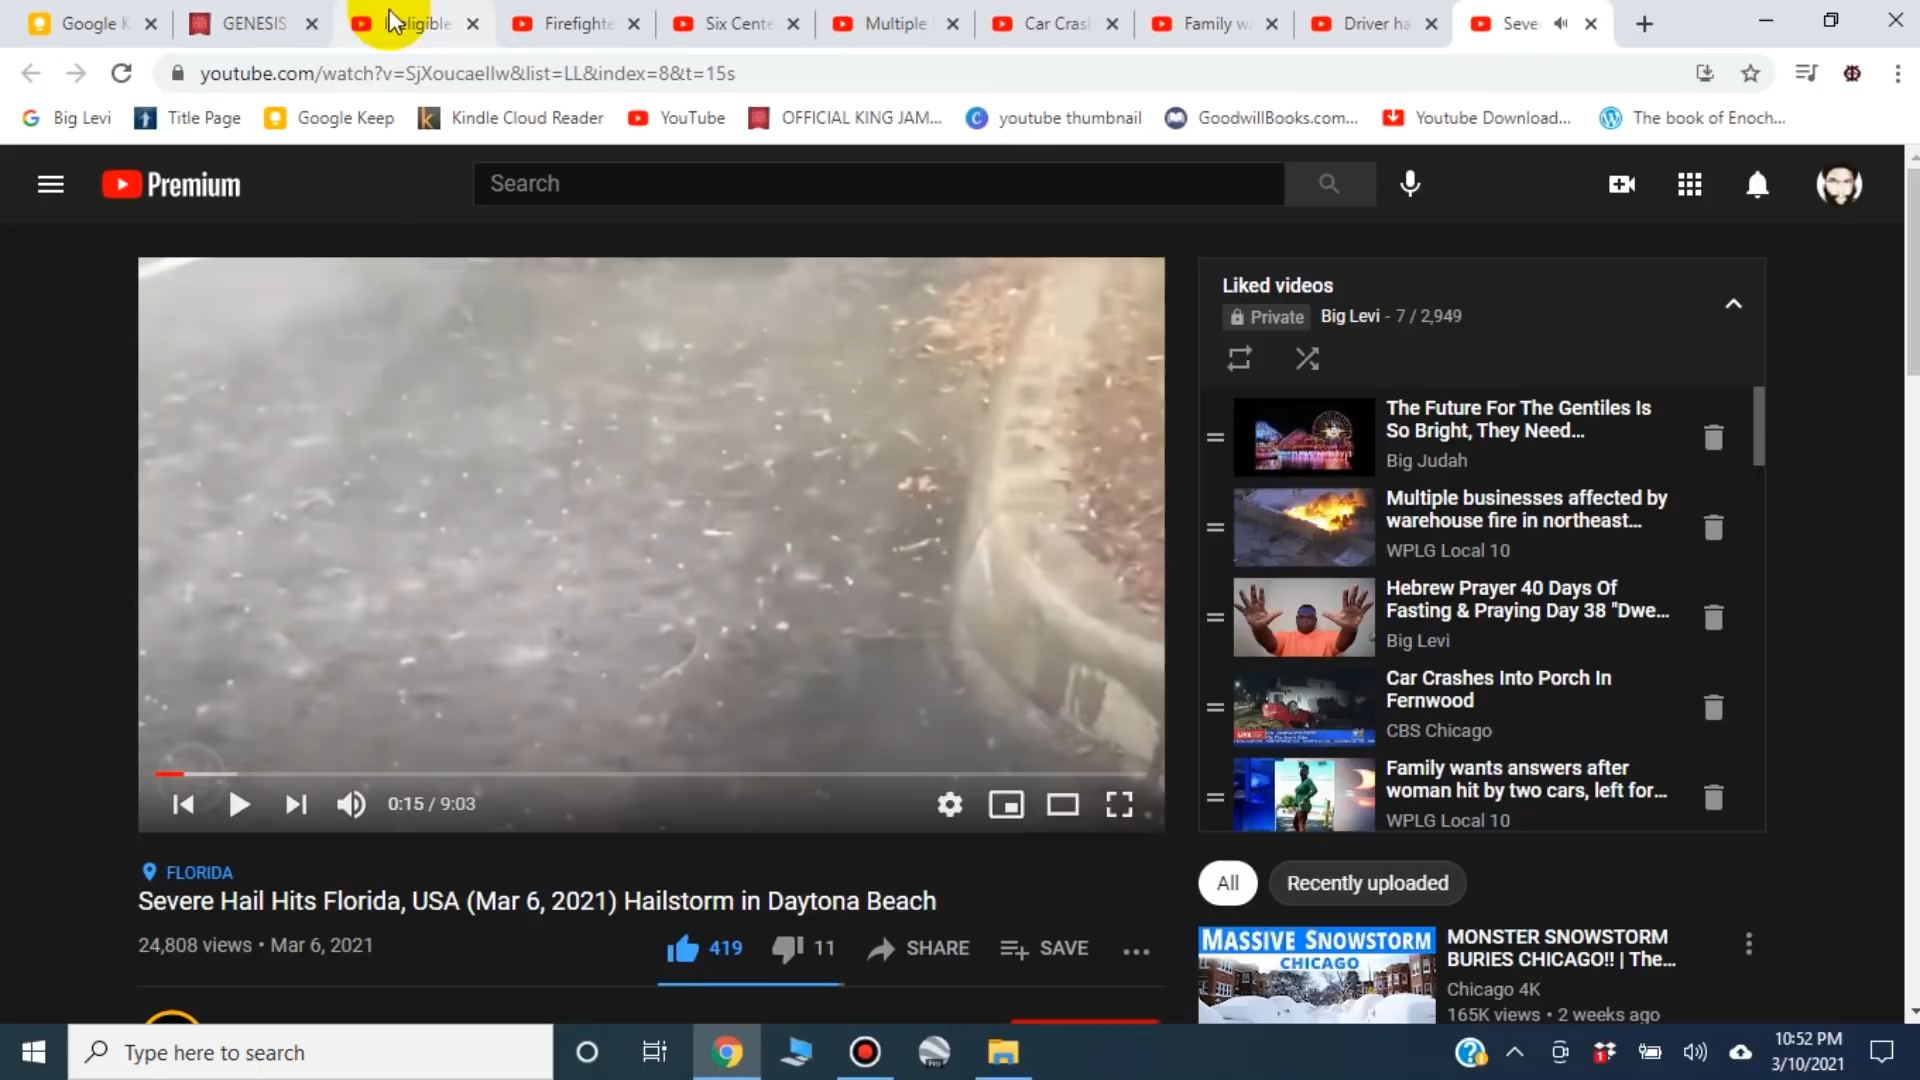 Google K
GENESIS
eligible
Firefighte
Six Cente
Multiple
Car Cras
Family w
Driver ha
Seve
youtube.com/watch?v=SjXoucaeIIw&list=LL&index=8&t=15s
Big Levi
Title Page
Google Keep
Kindle Cloud Reader
YouTube
OFFICIAL KING JAM...
youtube thumbnail
GoodwillBooks.com...
Youtube Download...
The book of Enoch...
Premium
Search
Liked videos
Private Big Levi - 7 / 2,949
The Future For The Gentiles Is
So Bright, They Need...
Big Judah
Multiple businesses affected by
warehouse fire in northeast...
WPLG Local 10
Hebrew Prayer 40 Days Of
Fasting & Praying Day 38 "Dwe...
Big Levi
Car Crashes Into Porch In
Fernwood
CBS Chicago
Family wants answers after
woman hit by two cars, left for...
WPLG Local 10
0:15 / 9:03
FLORIDA
Severe Hail Hits Florida, USA (Mar 6, 2021) Hailstorm in Daytona Beach
24,808 views • Mar 6, 2021
419
11
SHARE
SAVE
All
Recently uploaded
MASSIVE SNOWSTORM
CHICAGO
MONSTER SNOWSTORM
BURIES CHICAGO!! | The...
Chicago 4K
165K views • 2 weeks ago
Type here to search
10:52 PM
3/10/2021